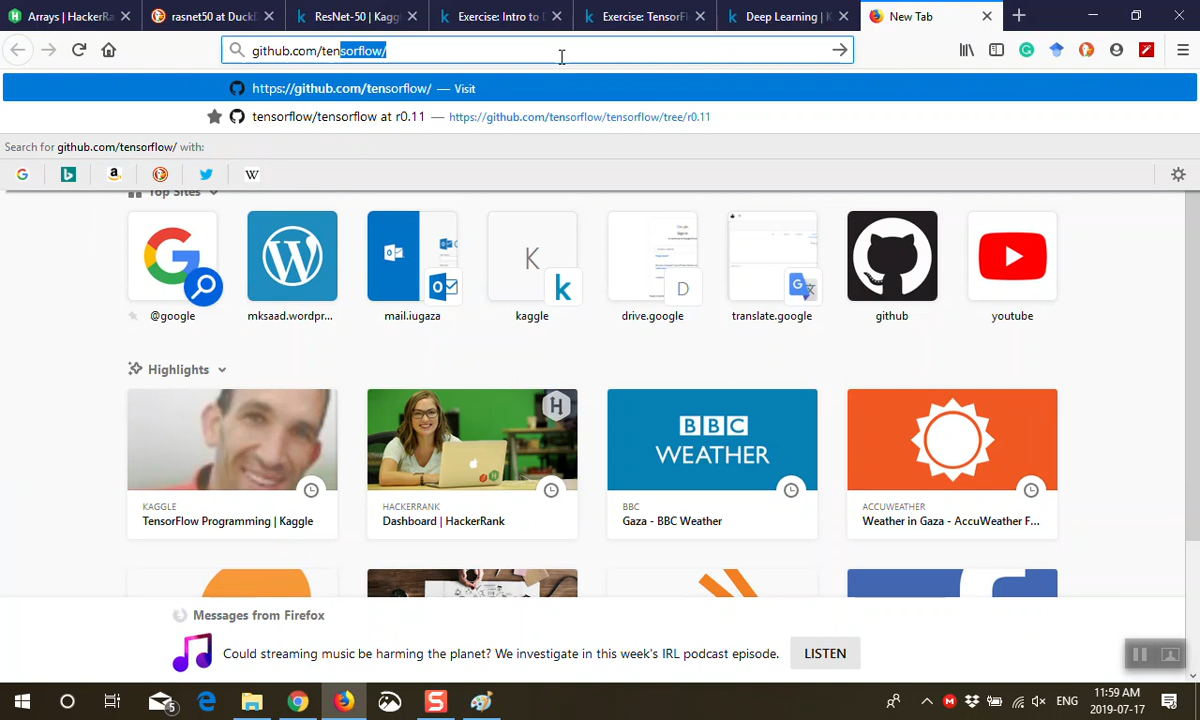 Arrays | HackerRa
rasnet50 at DuckD
ResNet-50 | Kagg
Exercise: Intro to D
Exercise: TensorFl
Deep Learning | K
New Tab
github.com/tensorflow/
https://github.com/tensorflow/ — Visit
tensorflow/tensorflow at r0.11 — https://github.com/tensorflow/tensorflow/tree/r0.11
Search for github.com/tensorflow/ with:
Top Sites
@google
mksaad.wordpr...
mail.iugaza
kaggle
drive.google
translate.google
github
youtube
Highlights
BBC
WEATHER
KAGGLE
TensorFlow Programming | Kaggle
HACKERRANK
Dashboard | HackerRank
BBC
Gaza - BBC Weather
ACCUWEATHER
Weather in Gaza - AccuWeather F...
Messages from Firefox
Could streaming music be harming the planet? We investigate in this week's IRL podcast episode.
LISTEN
5
ENG
11:59 AM
2019-07-17